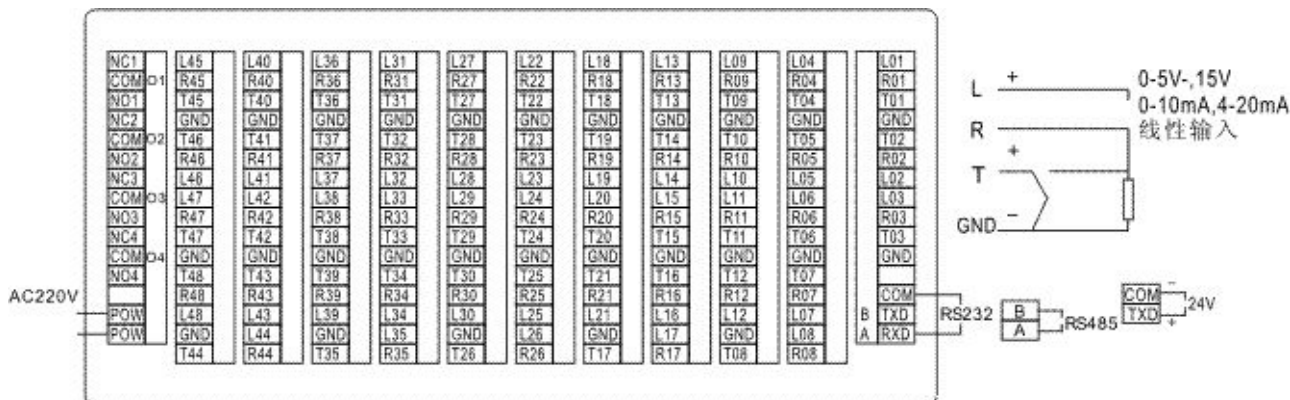 NC1 L45 L40 L36 L31 L27 L22 L18 L13 L09 L04 L01
COM O1 R45 R40 R36 R31 R27 R22 R18 R13 R09 R04 R01
NO1 T45 T40 T36 T31 T27 T22 T18 T13 T09 T04 T01
NC2 GND GND GND GND GND GND GND GND GND GND GND
COM O2 T46 T41 T37 T32 T28 T23 T19 T14 T10 T05 T02
NO2 R46 R41 R37 R32 R28 R23 R19 R14 R10 R05 R02
NC3 L46 L41 L37 L32 L28 L23 L19 L14 L10 L05 L02
COM O3 L47 L42 L38 L33 L29 L24 L20 L15 L11 L06 L03
NO3 R47 R42 R38 R33 R29 R24 R20 R15 R11 R06 R03
NC4 T47 T42 T38 T33 T29 T24 T20 T15 T11 T06 T03
COM O4 GND GND GND GND GND GND GND GND GND GND GND
NO4 T48 T43 T39 T34 T30 T25 T21 T16 T12 T07
R48 R43 R39 R34 R30 R25 R21 R16 R12 R07 COM
POW L48 L43 L39 L34 L30 L25 L21 L16 L12 L07 B TXD
POW GND L44 GND L35 GND L26 GND L17 GND L08 A RXD
T44 R44 T35 R35 T26 R26 T17 R17 T08 R08
AC220V
RS232
L + 0-5V-,15V
0-10mA,4-20mA
R 线性输入
+
T
GND −
B
A
RS485
COM −
TXD +
24V